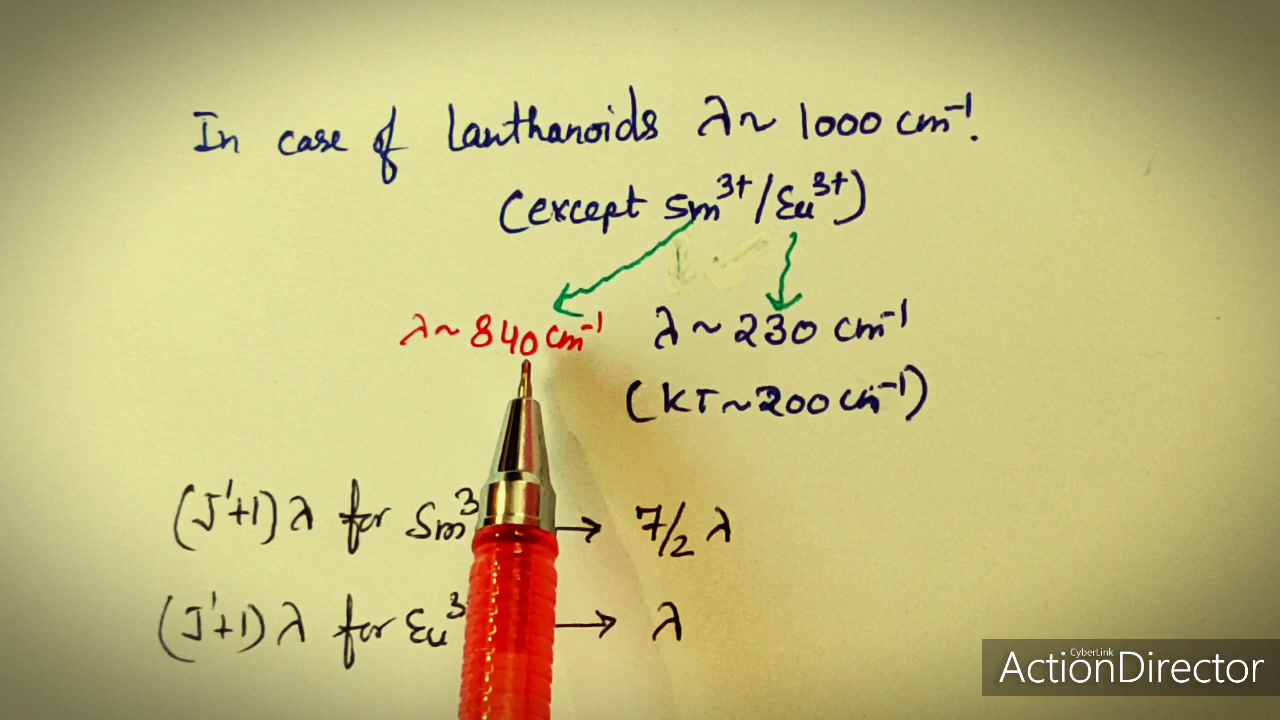 In case of lanthanoids λ~ 1000 cm⁻¹.
(except Sm³⁺/Eu³⁺)
λ~ 840 cm⁻¹ λ ~ 230 cm⁻¹
(KT ~ 200 cm⁻¹)
(J'+1) λ for Sm³ → 7/2 λ
(J'+1) λ for Eu³ → λ
CyberLink
ActionDirector